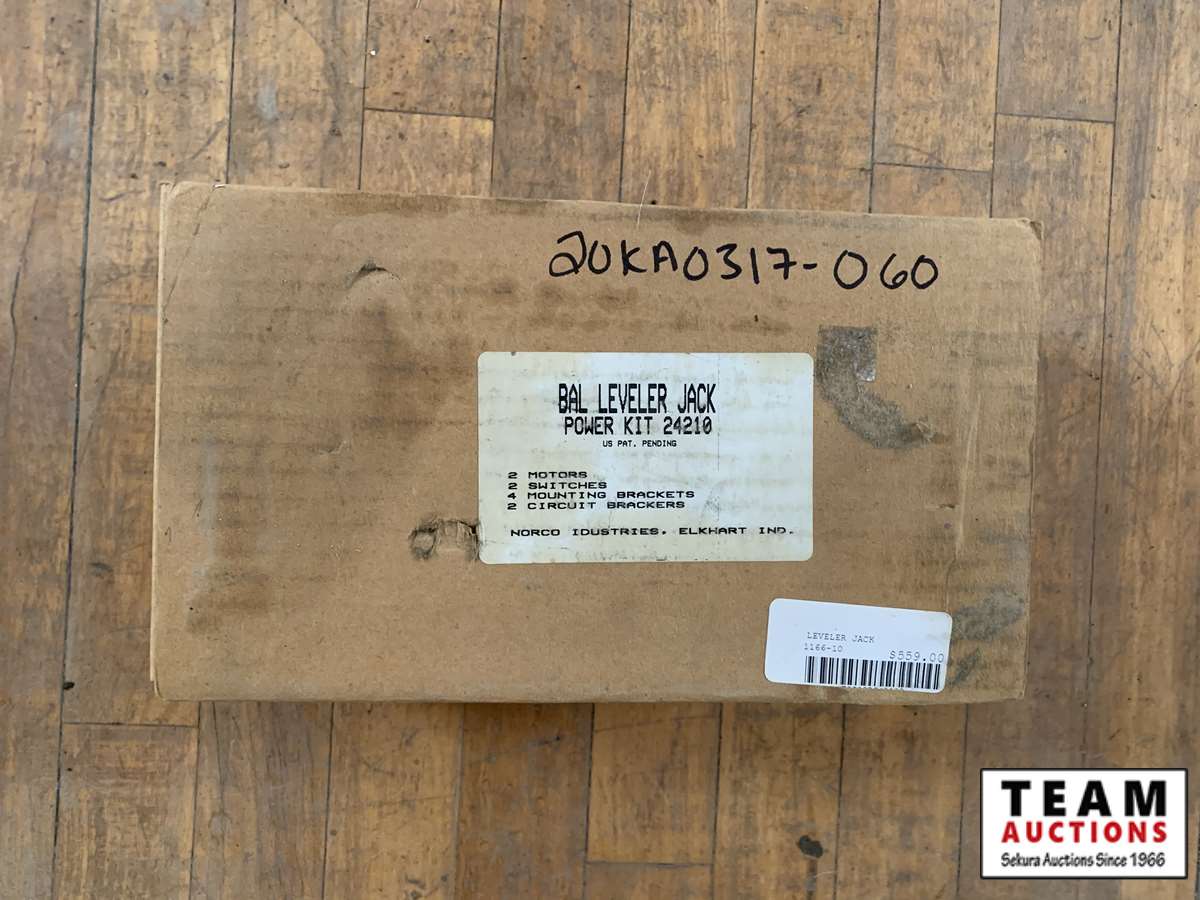 20KA0317-060
BAL LEVELER JACK
POWER KIT 24210
US PAT. PENDING
2 MOTORS
2 SWITCHES
4 MOUNTING BRACKETS
2 CIRCUIT BRACKERS
NORCO IDUSTRIES. ELKHART IND.
LEVELER JACK
1166-10 $559.00
TEAM
AUCTIONS
Sekura Auctions Since 1966